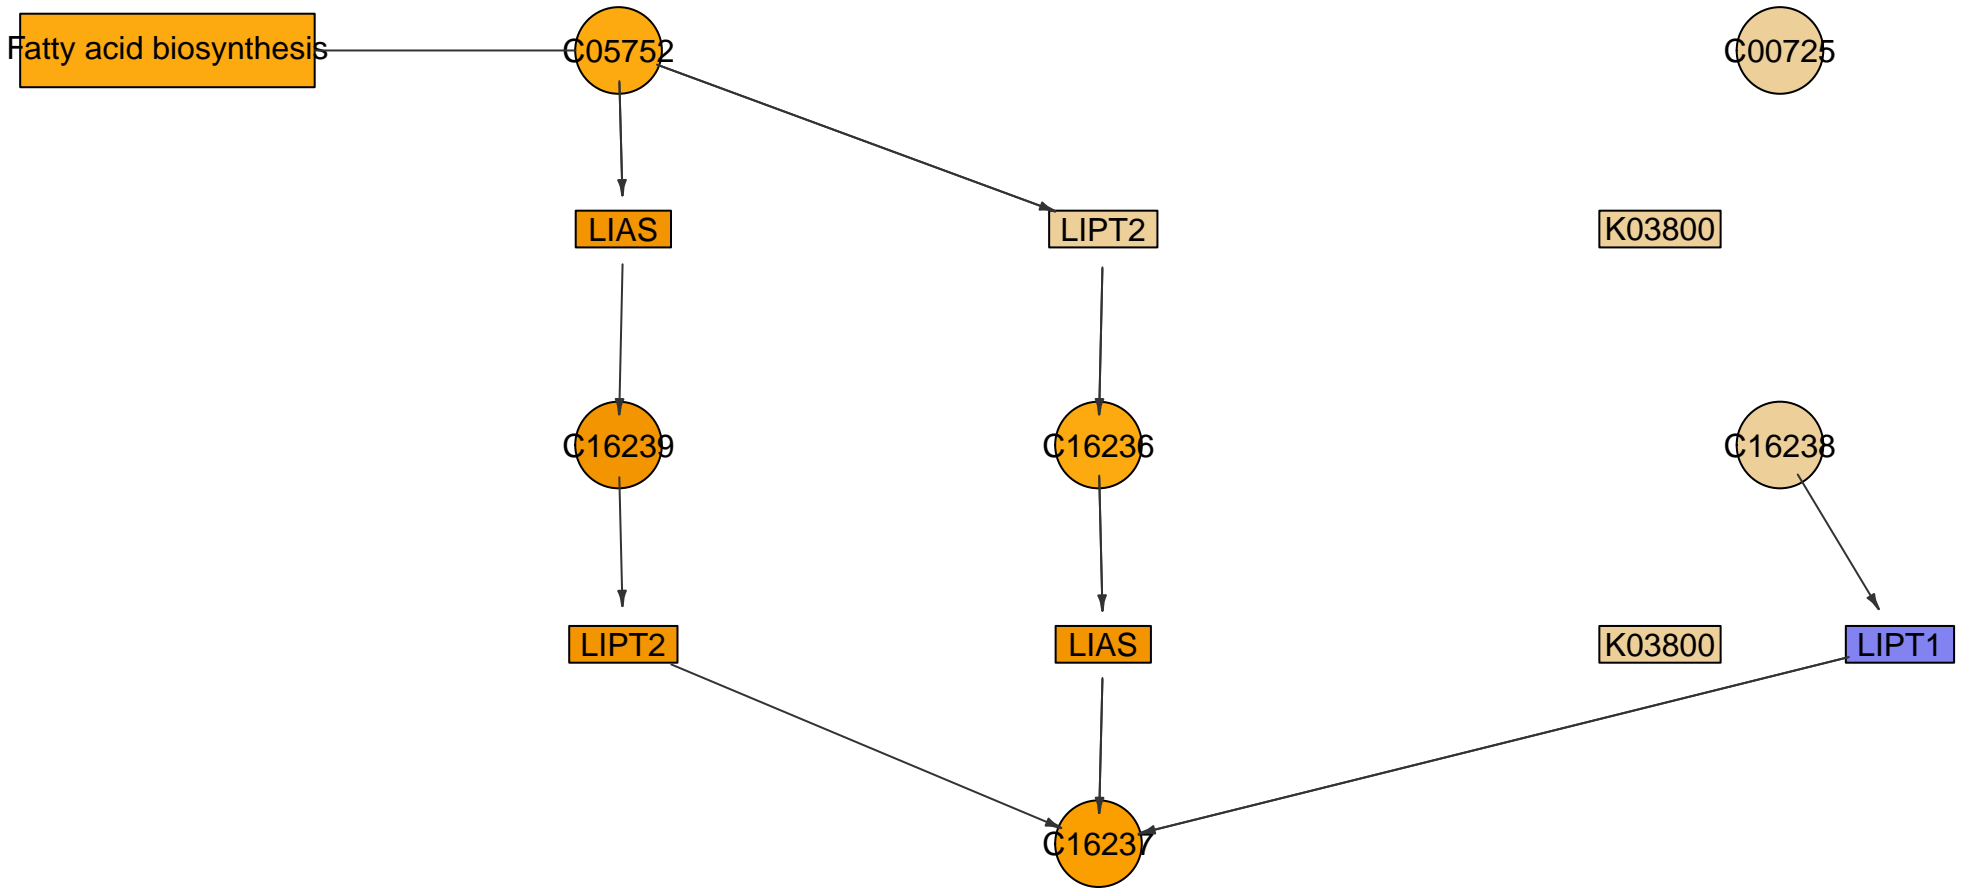 Fatty acid biosynthesis
C05752
C00725
LIAS
LIPT2
K03800
C16239
C16236
C16238
LIPT2
LIAS
K03800
LIPT1
C16237